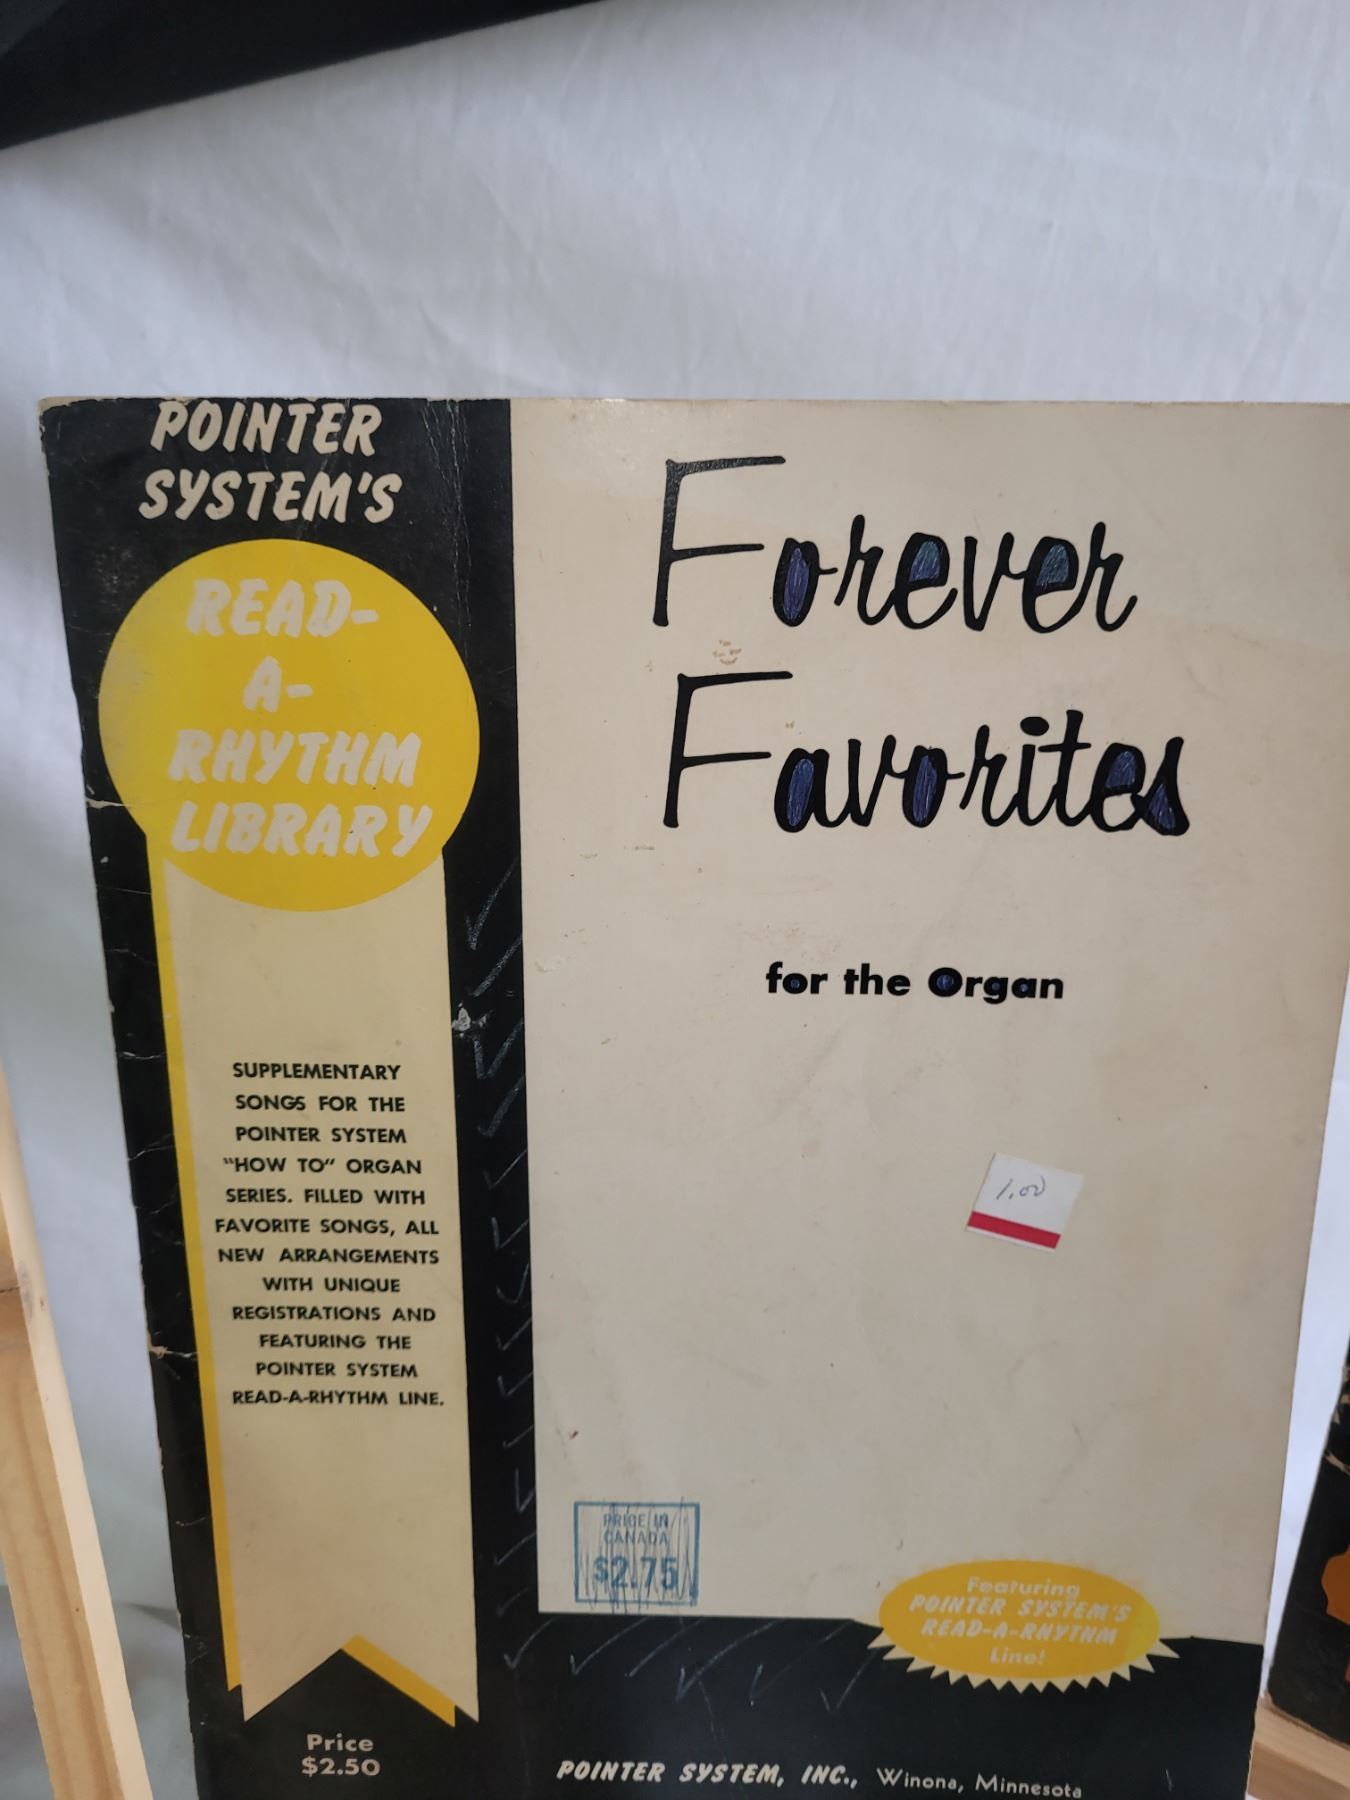 POINTER
SYSTEM'S
READ-
A-
RHYTHM
LIBRARY
SUPPLEMENTARY
SONGS FOR THE
POINTER SYSTEM
"HOW TO" ORGAN
SERIES. FILLED WITH
FAVORITE SONGS, ALL
NEW ARRANGEMENTS
WITH UNIQUE
REGISTRATIONS AND
FEATURING THE
POINTER SYSTEM
READ-A-RHYTHM LINE.
Price
$2.50
Forever
Favorites
for the Organ
1.00
PRICE IN
CANADA
$2.75
Featuring
POINTER SYSTEM'S
READ-A-RHYTHM
Line!
POINTER SYSTEM, INC., Winona, Minnesota